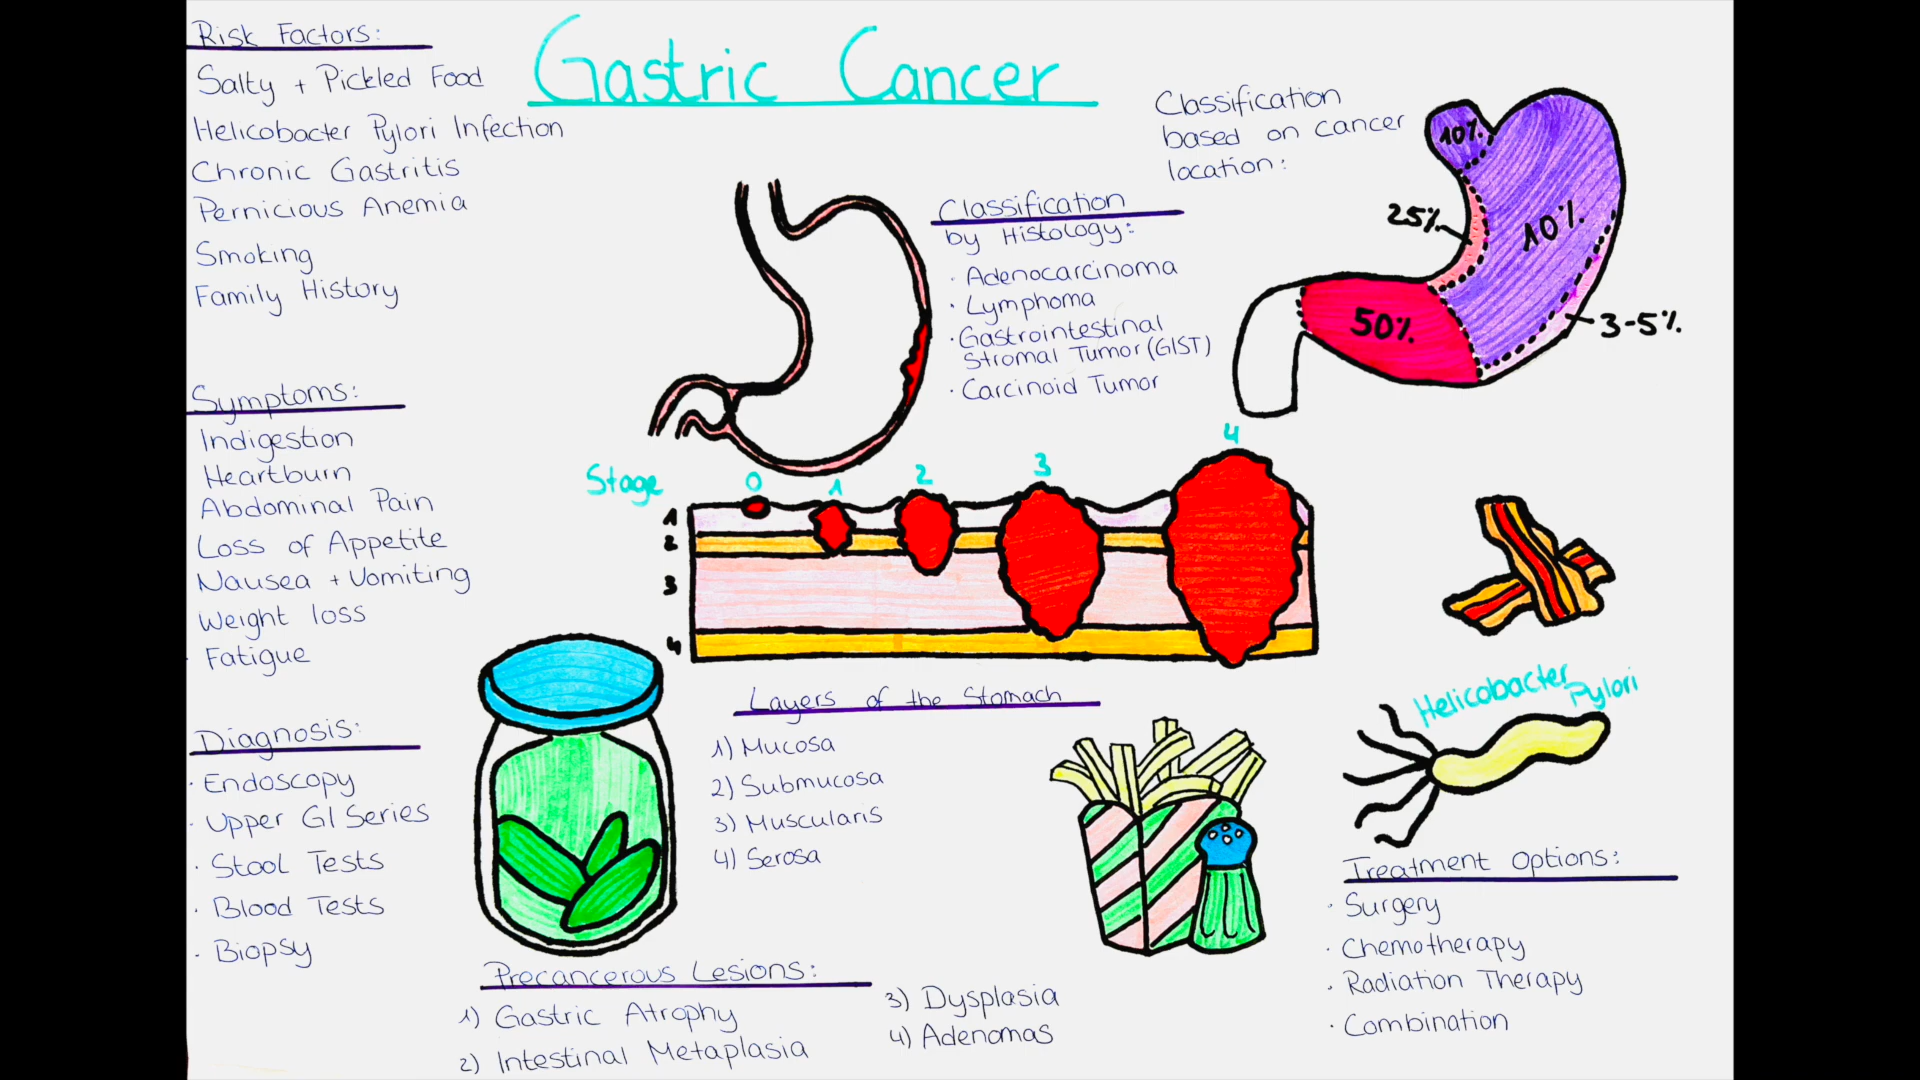 Gastric Cancer
Risk Factors:
Salty + Pickled Food
Helicobacter Pylori Infection
Chronic Gastritis
Pernicious Anemia
Smoking
Family History
Symptoms:
Indigestion
Heartburn
Abdominal Pain
Loss of Appetite
Nausea + Vomiting
Weight loss
Fatigue
Diagnosis:
· Endoscopy
· Upper GI Series
· Stool Tests
· Blood Tests
· Biopsy
Classification
by Histology:
· Adenocarcinoma
· Lymphoma
· Gastrointestinal
Stromal Tumor (GIST)
· Carcinoid Tumor
Classification
based on cancer
location:
10%
25%
10%
50%
3-5%
Stage 0 1 2 3 4
1
2
3
4
Layers of the Stomach
1) Mucosa
2) Submucosa
3) Muscularis
4) Serosa
Helicobacter
Pylori
Precancerous Lesions:
1) Gastric Atrophy
2) Intestinal Metaplasia
3) Dysplasia
4) Adenomas
Treatment Options:
· Surgery
· Chemotherapy
· Radiation Therapy
· Combination